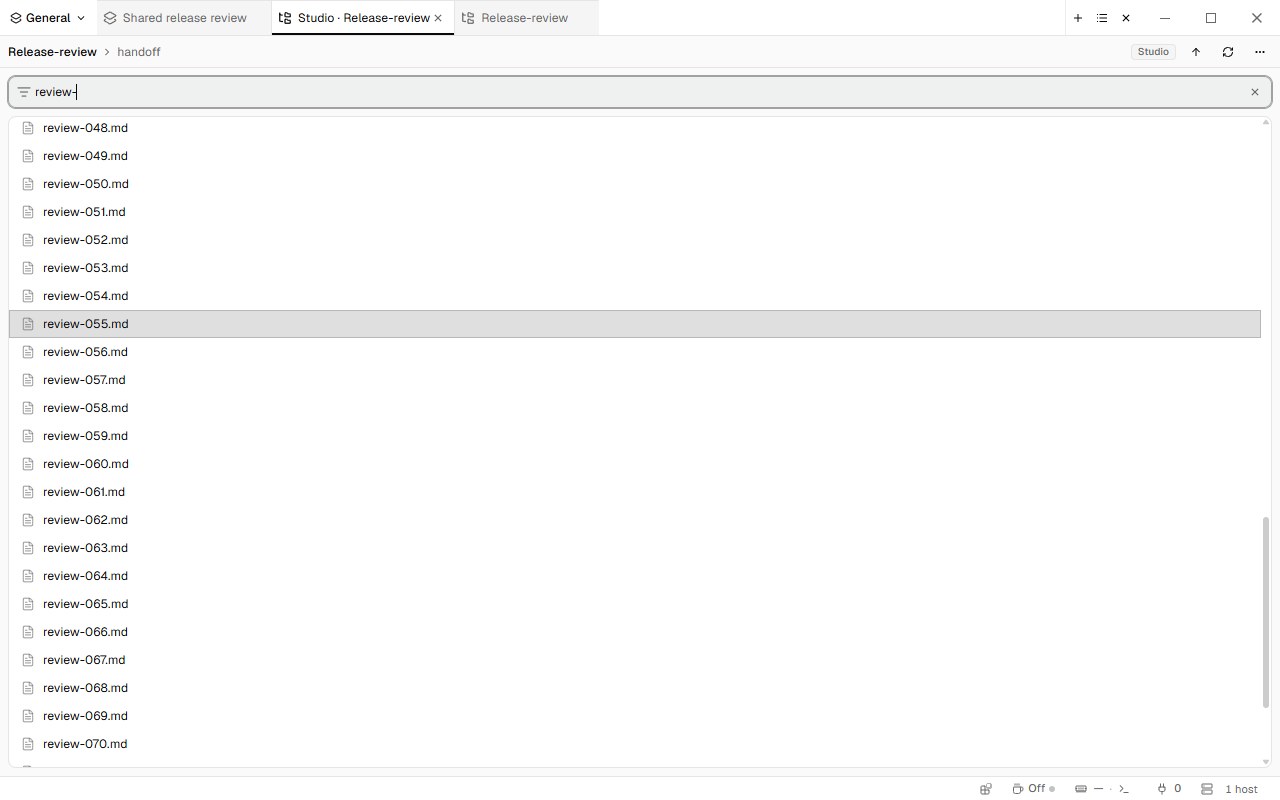 General
Shared release review
Studio · Release-review
Release-review
Release-review > handoff
Studio
review-
review-048.md
review-049.md
review-050.md
review-051.md
review-052.md
review-053.md
review-054.md
review-055.md
review-056.md
review-057.md
review-058.md
review-059.md
review-060.md
review-061.md
review-062.md
review-063.md
review-064.md
review-065.md
review-066.md
review-067.md
review-068.md
review-069.md
review-070.md
Off — · 0 1 host